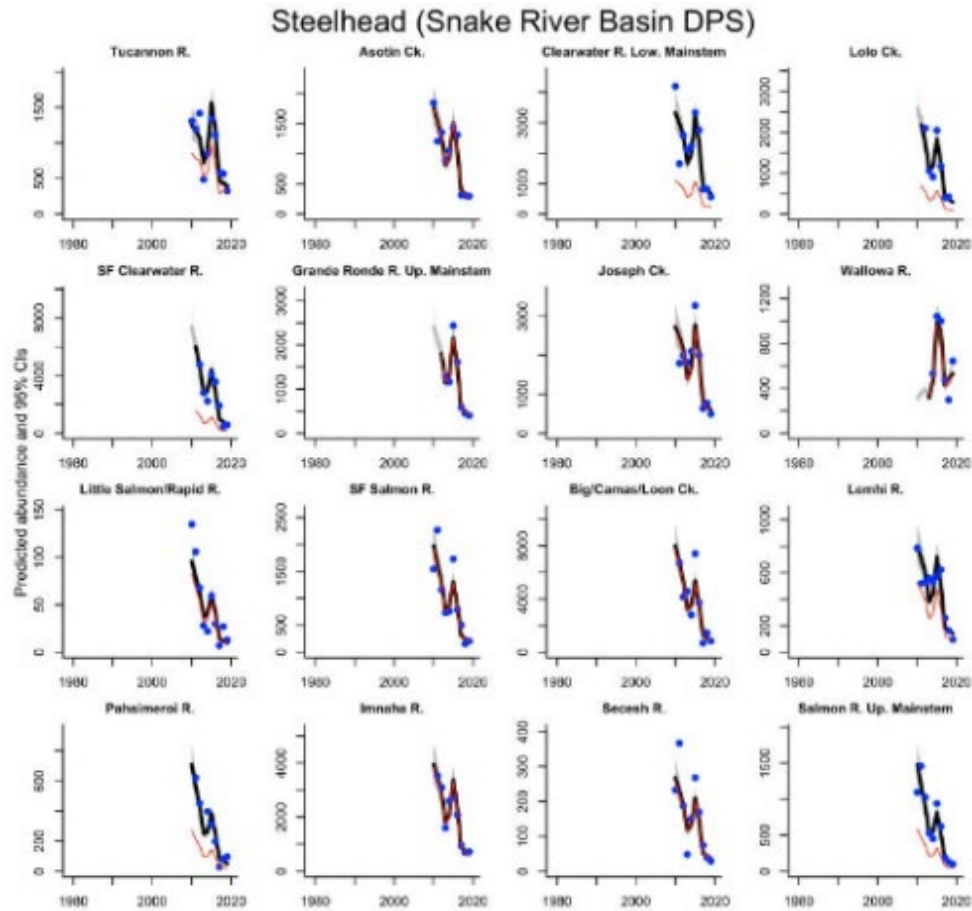 Steelhead (Snake River Basin DPS)
Predicted abundance and 95% CIs
Tucannon R.
1500
500
0
1980 2000 2020
Asotin Ck.
1500
500
0
1980 2000 2020
Clearwater R. Low. Mainstem
3000
1000
0
1980 2000 2020
Lolo Ck.
3000
2000
1000
0
1980 2000 2020
SF Clearwater R.
8000
4000
0
1980 2000 2020
Grande Ronde R. Up. Mainstem
3000
2000
1000
0
1980 2000 2020
Joseph Ck.
3000
1000
0
1980 2000 2020
Wallowa R.
1200
800
400
0
1980 2000 2020
Little Salmon/Rapid R.
150
100
50
0
1980 2000 2020
SF Salmon R.
2500
1500
500
0
1980 2000 2020
Big/Camas/Loon Ck.
8000
4000
0
1980 2000 2020
Lemhi R.
1000
600
200
0
1980 2000 2020
Pahsimeroi R.
600
200
0
1980 2000 2020
Imnaha R.
4000
2000
0
1980 2000 2020
Secesh R.
400
300
200
100
0
1980 2000 2020
Salmon R. Up. Mainstem
1500
500
0
1980 2000 2020